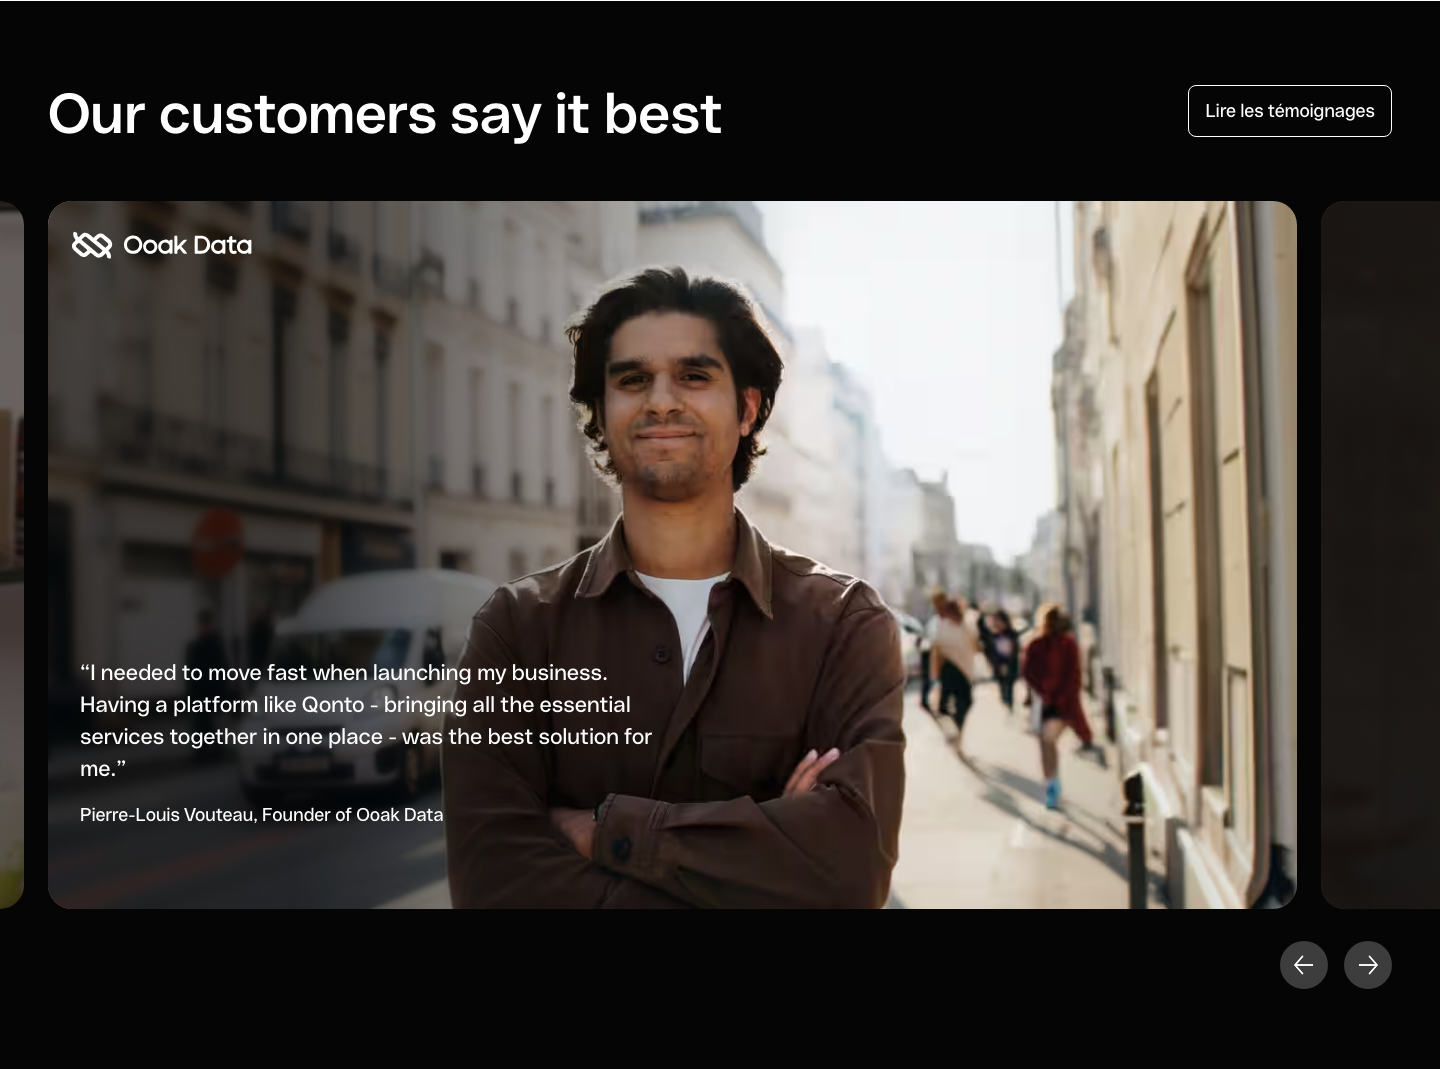 Our customers say it best
Lire les témoignages
Ooak Data
“I needed to move fast when launching my business.
Having a platform like Qonto - bringing all the essential
services together in one place - was the best solution for
me.”
Pierre-Louis Vouteau, Founder of Ooak Data